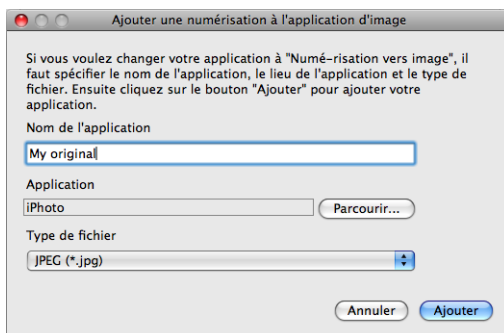 Ajouter une numérisation à l'application d'image
Si vous voulez changer votre application à "Numé-risation vers image", il
faut spécifier le nom de l'application, le lieu de l'application et le type de
fichier. Ensuite cliquez sur le bouton "Ajouter" pour ajouter votre
application.
Nom de l'application
My original
Application
iPhoto
Parcourir...
Type de fichier
JPEG (*.jpg)
Annuler
Ajouter